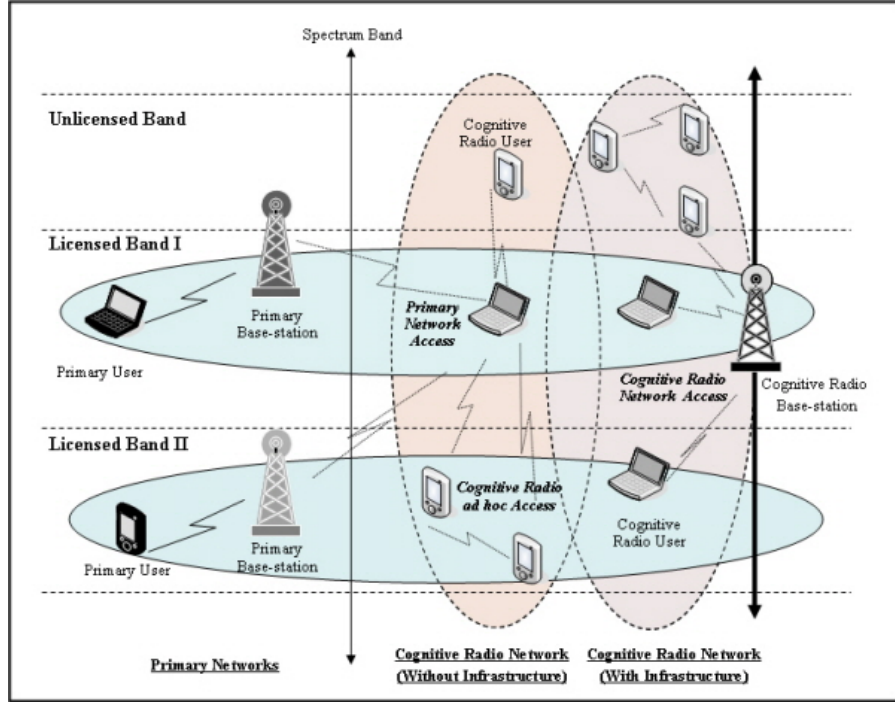 Spectrum Band
Unlicensed Band
Cognitive
Radio User
Licensed Band I
Primary
Base-station
Primary User
Primary
Network
Access
Cognitive Radio
Network Access
Cognitive Radio
Base-station
Licensed Band II
Primary
Base-station
Primary User
Cognitive Radio
ad hoc Access
Cognitive
Radio User
Primary Networks
Cognitive Radio Network
(Without Infrastructure)
Cognitive Radio Network
(With Infrastructure)